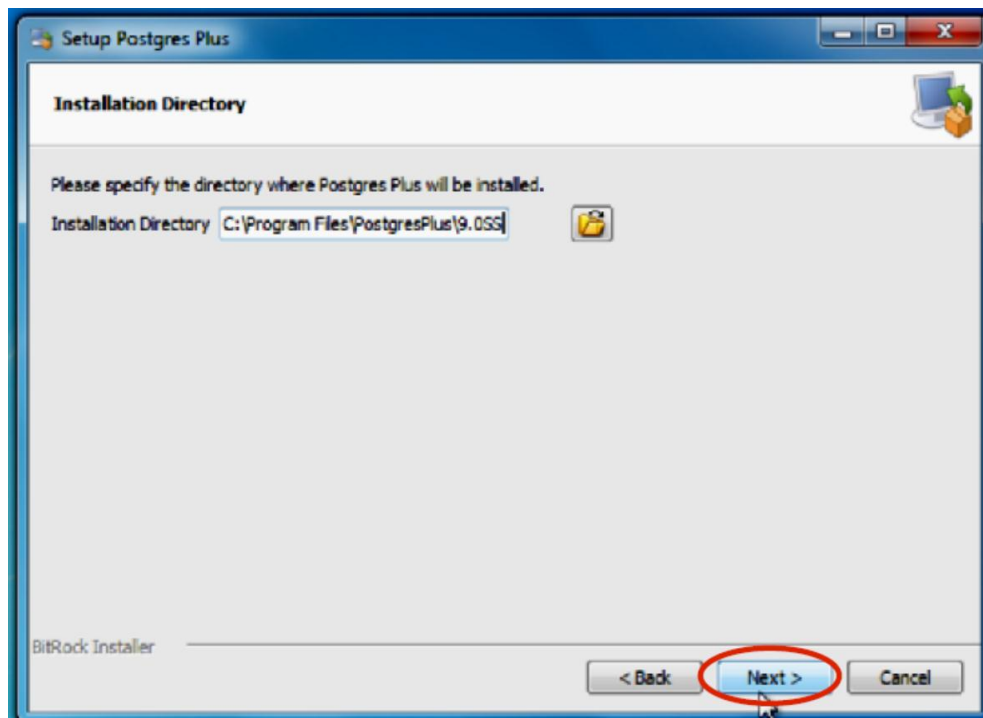 Setup Postgres Plus
Installation Directory
Please specify the directory where Postgres Plus will be installed.
Installation Directory C:\Program Files\PostgresPlus\9.0SS
BitRock Installer
< Back Next > Cancel